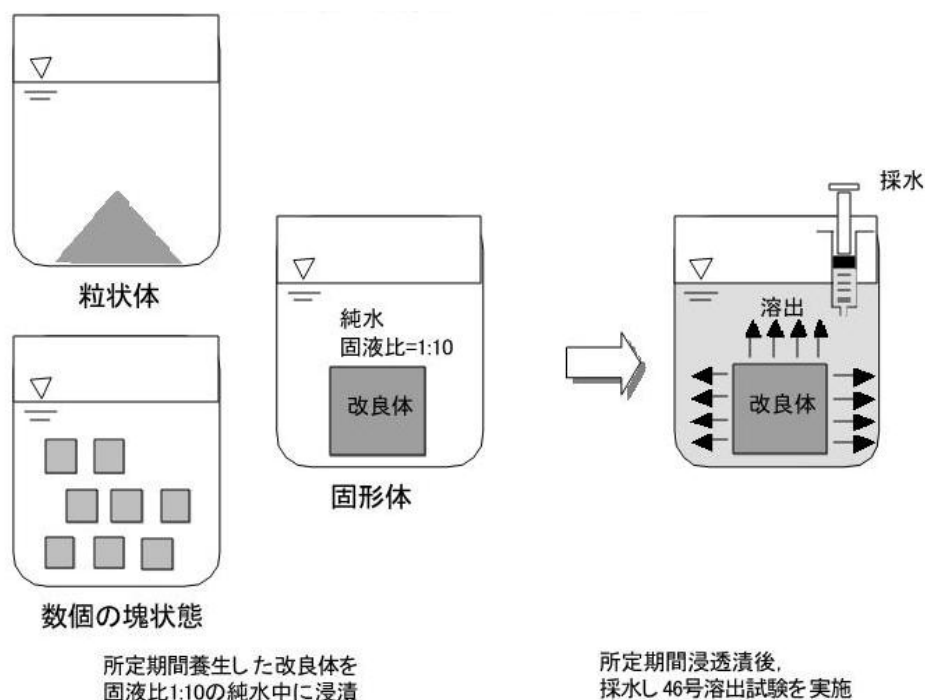 粒状体
純水
固液比=1:10
改良体
固形体
数個の塊状態
採水
溶出
改良体
所定期間養生した改良体を
固液比1:10の純水中に浸漬
所定期間浸透漬後,
採水し46号溶出試験を実施